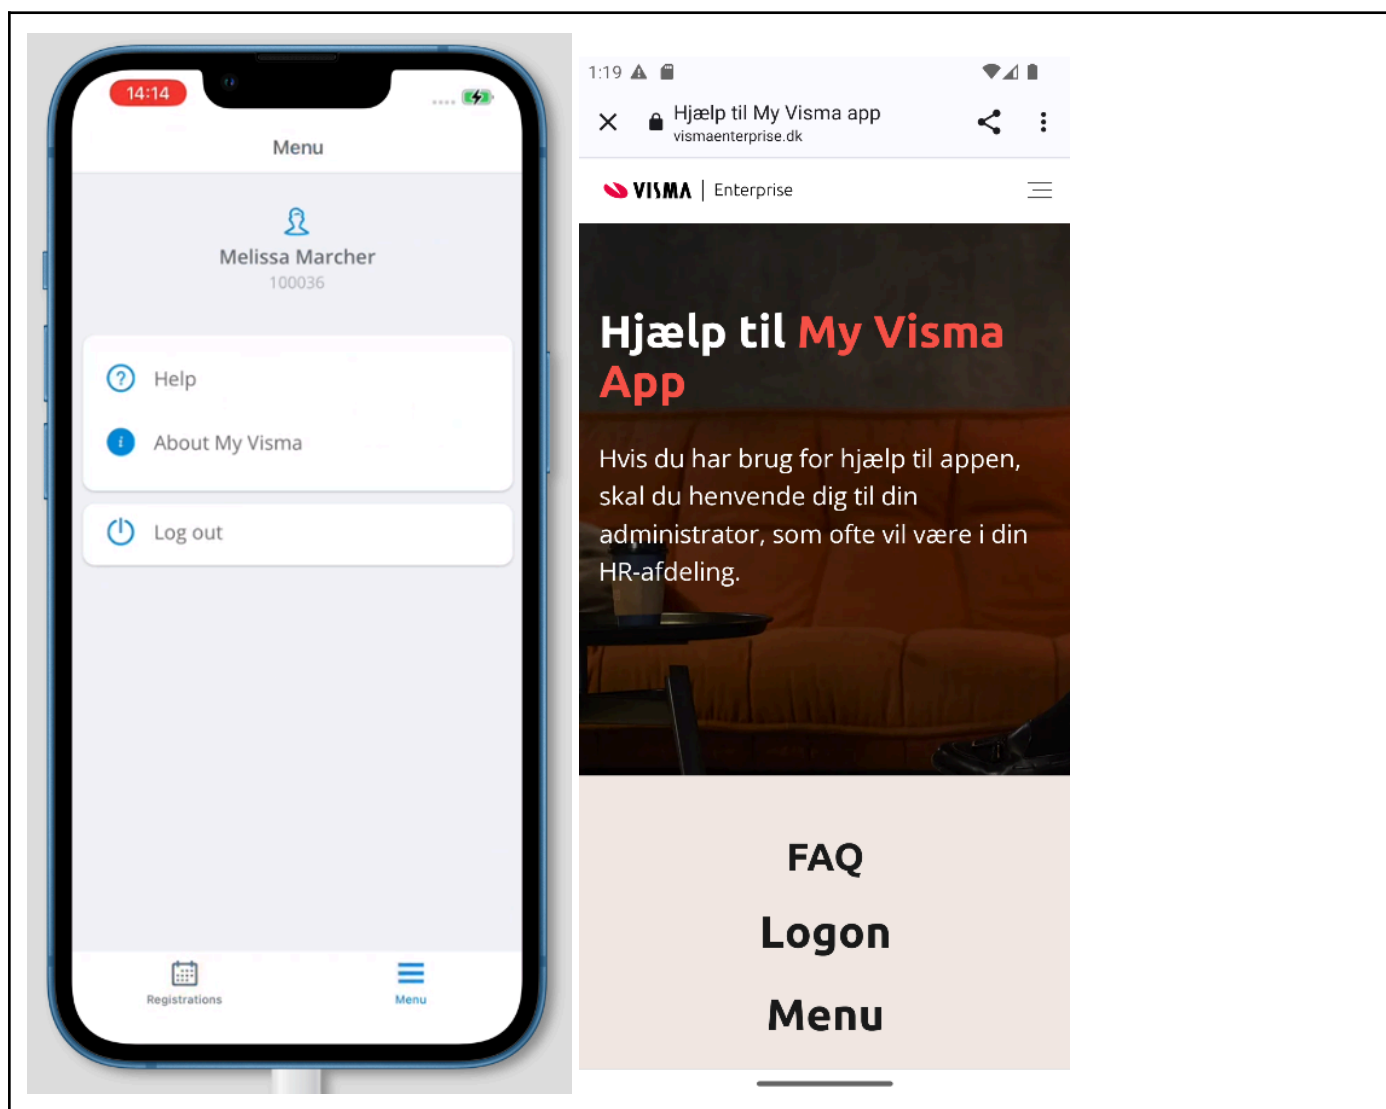 14:14
Menu
Melissa Marcher
100036
Help
About My Visma
Log out
Registrations
Menu
1:19
Hjælp til My Visma app
vismaenterprise.dk
VISMA | Enterprise
Hjælp til My Visma
App
Hvis du har brug for hjælp til appen,
skal du henvende dig til din
administrator, som ofte vil være i din
HR-afdeling.
FAQ
Logon
Menu